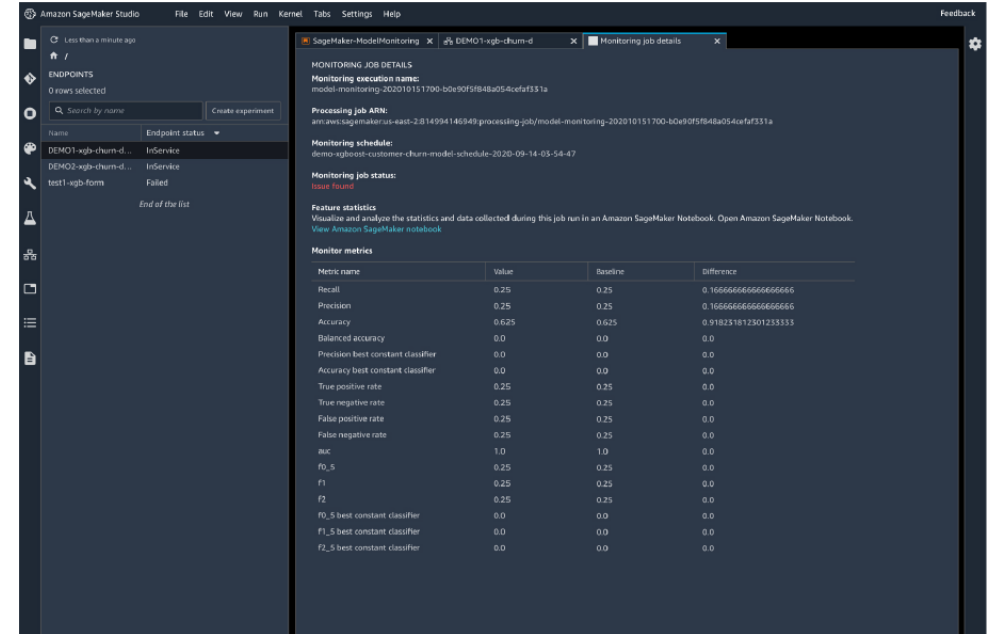 Amazon SageMaker Studio File Edit View Run Kernel Tabs Settings Help Feedback
Less than a minute ago
/
ENDPOINTS
0 rows selected
Search by name Create experiment
Name Endpoint status
DEMO1-xgb-churn-d... InService
DEMO2-xgb-churn-d... InService
test1-xgb-form Failed
End of the list
SageMaker-ModelMonitoring DEMO1-xgb-churn-d Monitoring job details
MONITORING JOB DETAILS
Monitoring execution name:
model-monitoring-202010151700-b0e90f5f848a054cefaf331a
Processing job ARN:
arn:aws:sagemaker:us-east-2:814994146949:processing-job/model-monitoring-202010151700-b0e90f5f848a054cefaf331a
Monitoring schedule:
demo-xgboost-customer-churn-model-schedule-2020-09-14-03-54-47
Monitoring job status:
Issue found
Feature statistics
Visualize and analyze the statistics and data collected during this job run in an Amazon SageMaker Notebook. Open Amazon SageMaker Notebook.
View Amazon SageMaker notebook
Monitor metrics
Metric name Value Baseline Difference
Recall 0.25 0.25 0.166666666666666666
Precision 0.25 0.25 0.166666666666666666
Accuracy 0.625 0.625 0.918231812301233333
Balanced accuracy 0.0 0.0 0.0
Precision best constant classifier 0.0 0.0 0.0
Accuracy best constant classifier 0.0 0.0 0.0
True positive rate 0.25 0.25 0.0
True negative rate 0.25 0.25 0.0
False positive rate 0.25 0.25 0.0
False negative rate 0.25 0.25 0.0
auc 1.0 1.0 0.0
f0_5 0.25 0.25 0.0
f1 0.25 0.25 0.0
f2 0.25 0.25 0.0
f0_5 best constant classifier 0.0 0.0 0.0
f1_5 best constant classifier 0.0 0.0 0.0
f2_5 best constant classifier 0.0 0.0 0.0